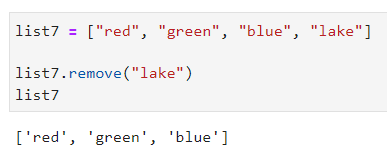 list7 = ["red", "green", "blue", "lake"]
list7.remove("lake")
list7
['red', 'green', 'blue']